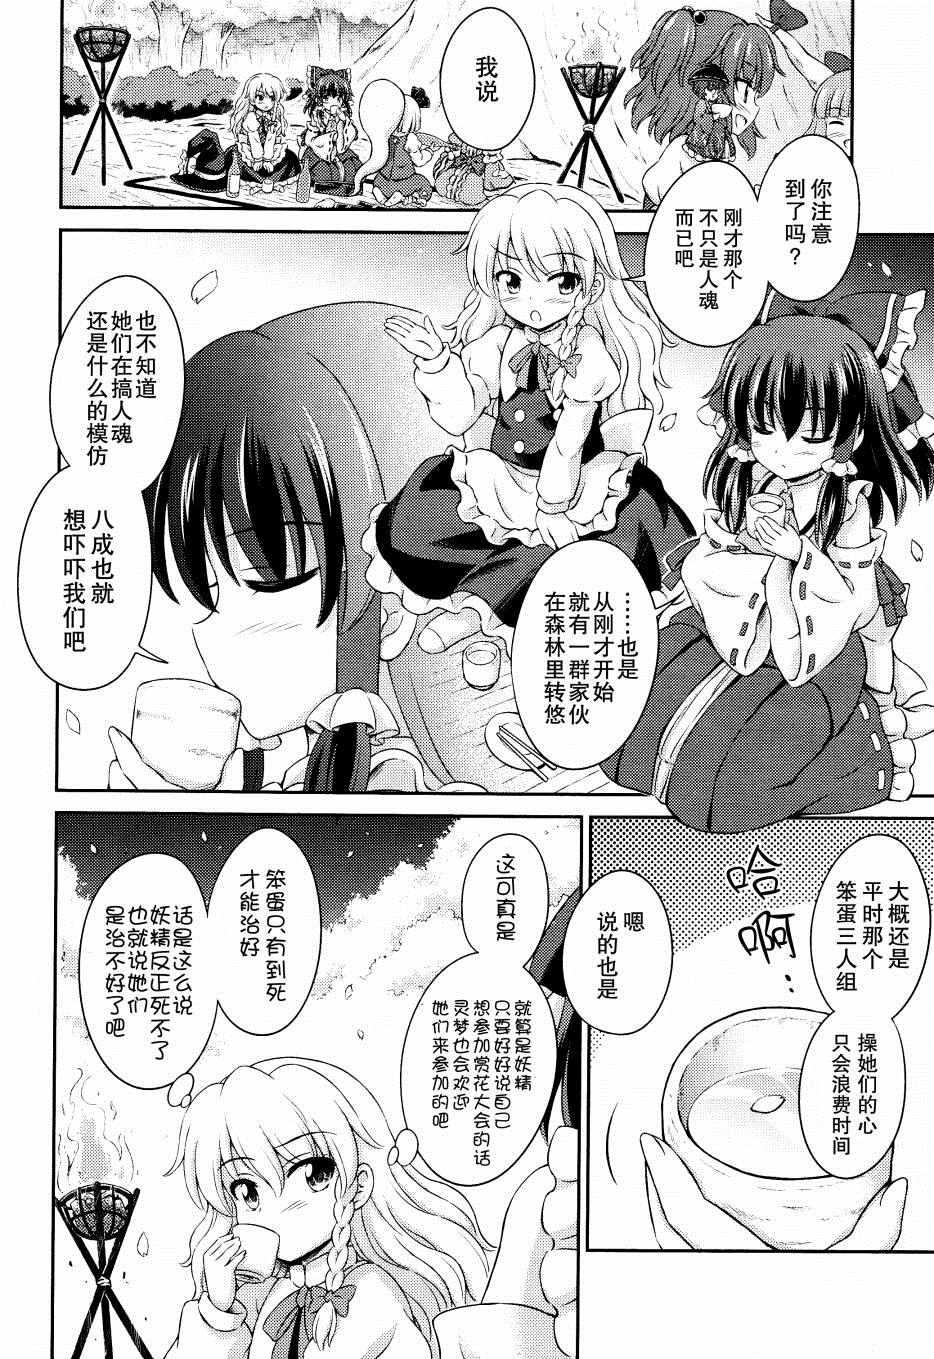 我说
你注意
到了吗？
刚才那个
不只是人魂
而已吧
……也是
从刚才开始
就有一群家伙
在森林里转悠
也不知道
她们在搞人魂
还是什么的模仿
八成也就
想吓吓我们吧
大概还是
平时那个
笨蛋三人组
操她们的心
只会浪费时间
哈
啊…
嗯
说的也是
这可真是
就算是妖精
只要好好说自己
想参加赏花大会的话
灵梦也会欢迎
她们来参加的吧
笨蛋只有到死
才能治好
话是这么说
妖精反正死不了
也就说她们
是治不好了吧